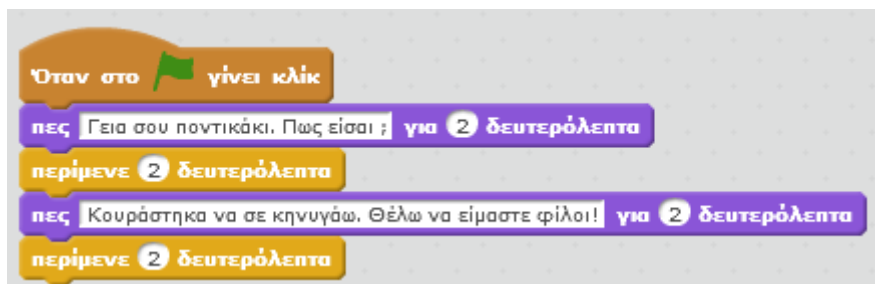 Όταν στο γίνει κλίκ
πες Γεια σου ποντικάκι. Πως είσαι ; για 2 δευτερόλεπτα
περίμενε 2 δευτερόλεπτα
πες Κουράστηκα να σε κηνυγάω. Θέλω να είμαστε φίλοι! για 2 δευτερόλεπτα
περίμενε 2 δευτερόλεπτα